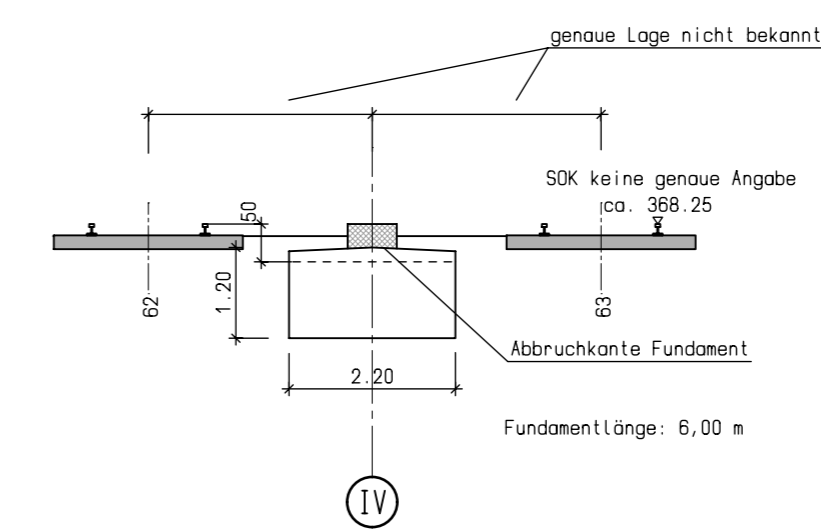 genaue Lage nicht bekannt
SOK keine genaue Angabe
ca. 368.25
50
1.20
62
63
Abbruchkante Fundament
2.20
Fundamentlänge: 6,00 m
IV